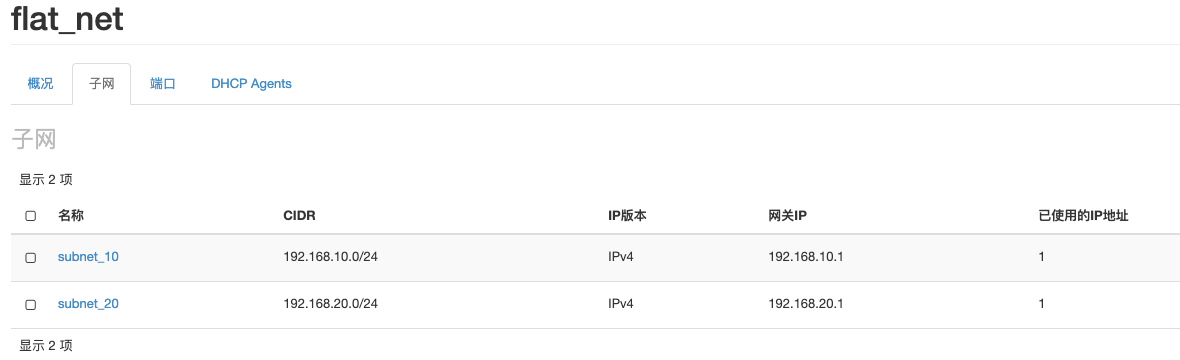 flat_net
概况 子网 端口 DHCP Agents
子网
显示 2 项
名称 CIDR IP版本 网关IP 已使用的IP地址
subnet_10 192.168.10.0/24 IPv4 192.168.10.1 1
subnet_20 192.168.20.0/24 IPv4 192.168.20.1 1
显示 2 项